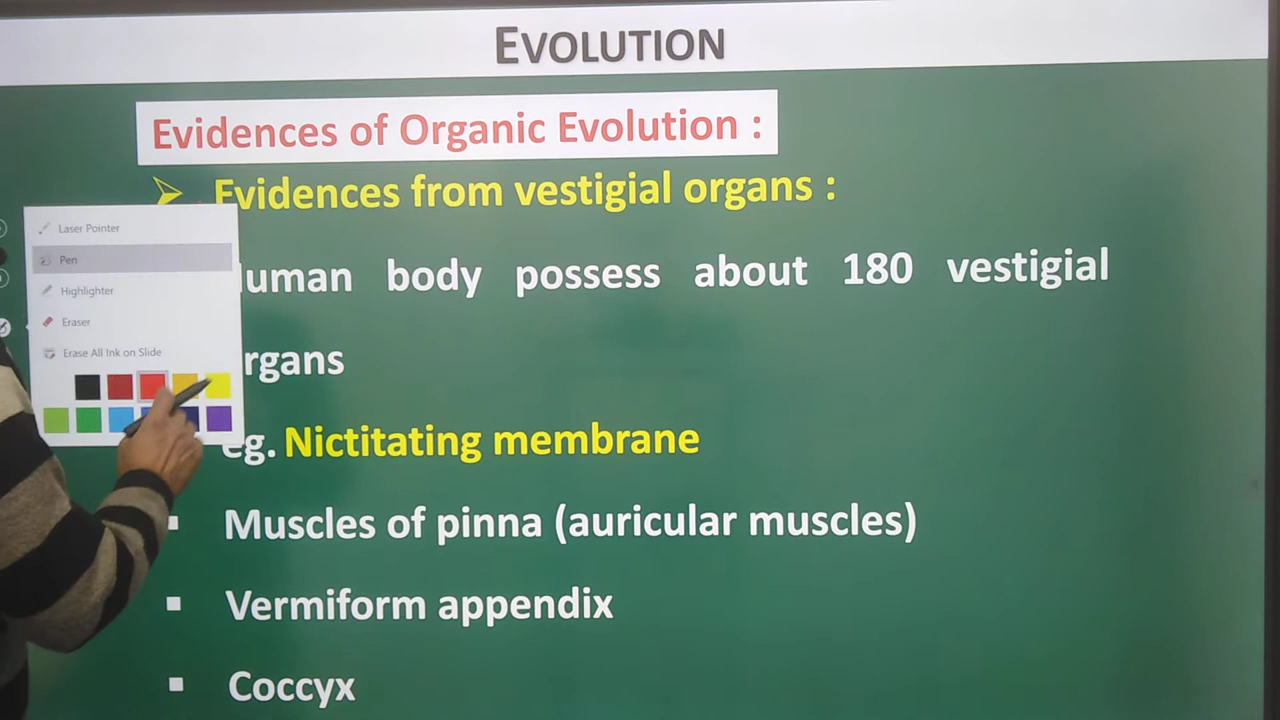 EVOLUTION
Evidences of Organic Evolution :
Evidences from vestigial organs :
Laser Pointer
Pen
Highlighter
Eraser
Erase All Ink on Slide
uman body possess about 180 vestigial
rgans
eg. Nictitating membrane
Muscles of pinna (auricular muscles)
Vermiform appendix
Coccyx